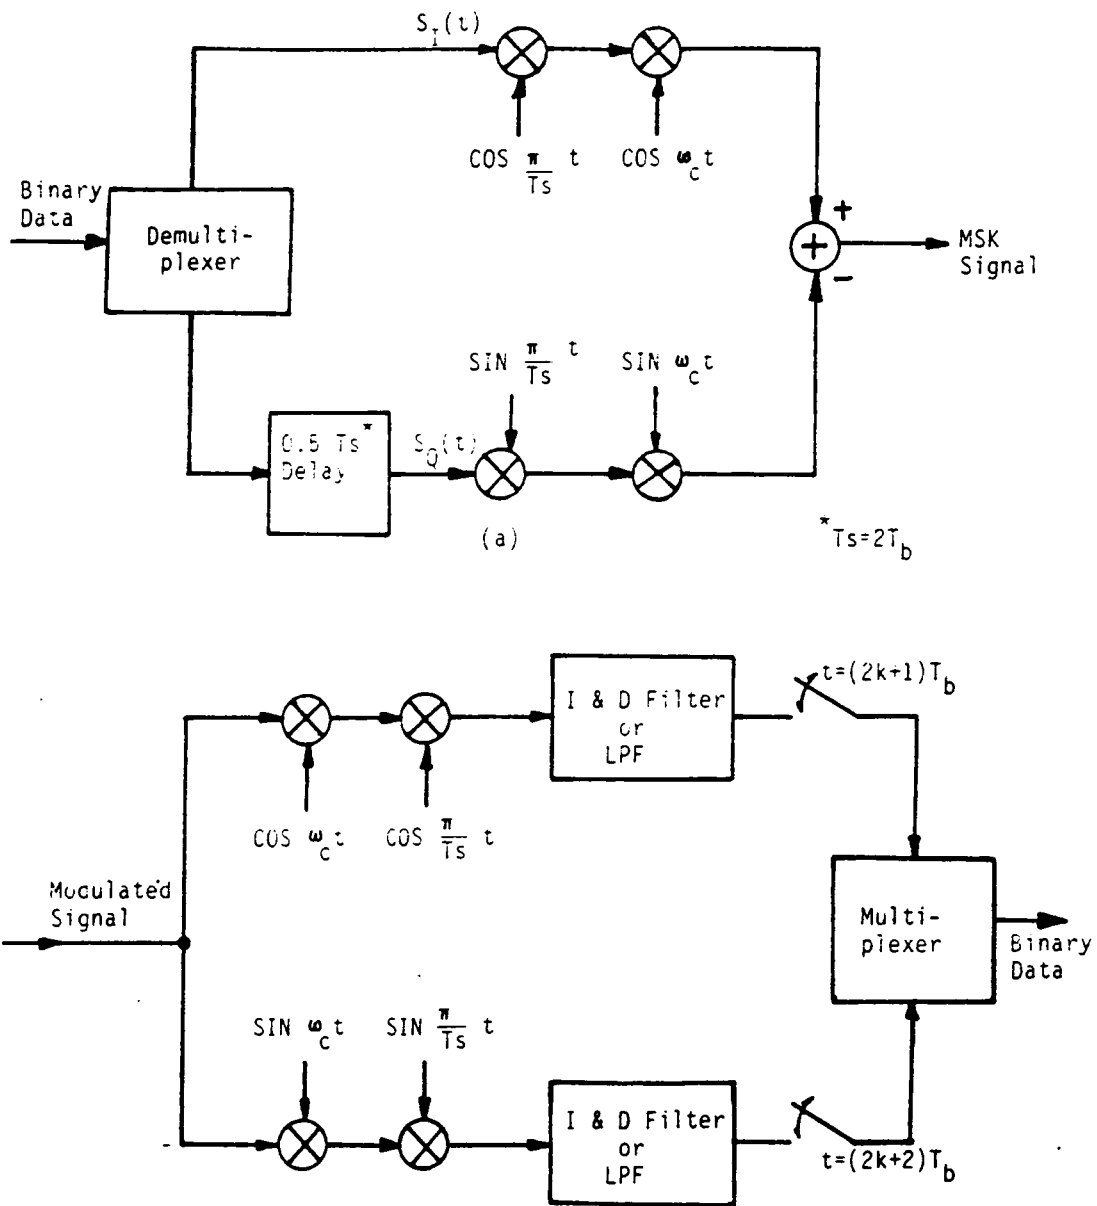 S_I(t)
COS π/Ts t
COS ω_c t
Binary
Data
Demulti-
plexer
+
+
−
MSK
Signal
SIN π/Ts t
SIN ω_c t
0.5 Ts*
Delay
S_Q(t)
(a)
*Ts=2T_b
I & D Filter
or
LPF
t=(2k+1)T_b
COS ω_c t
COS π/Ts t
Modulated
Signal
Multi-
plexer
Binary
Data
SIN ω_c t
SIN π/Ts t
I & D Filter
or
LPF
t=(2k+2)T_b